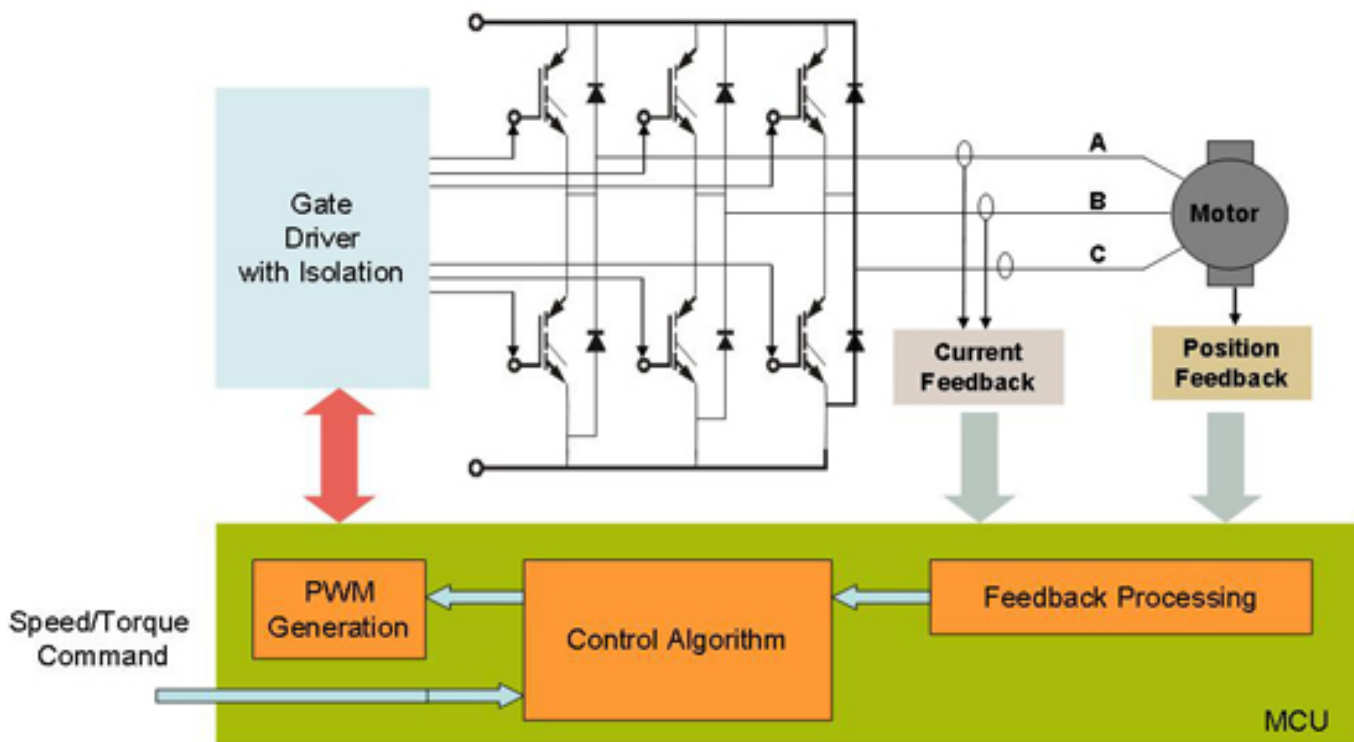 Gate
Driver
with Isolation
A
B
C
Motor
Current
Feedback
Position
Feedback
Speed/Torque
Command
PWM
Generation
Control Algorithm
Feedback Processing
MCU